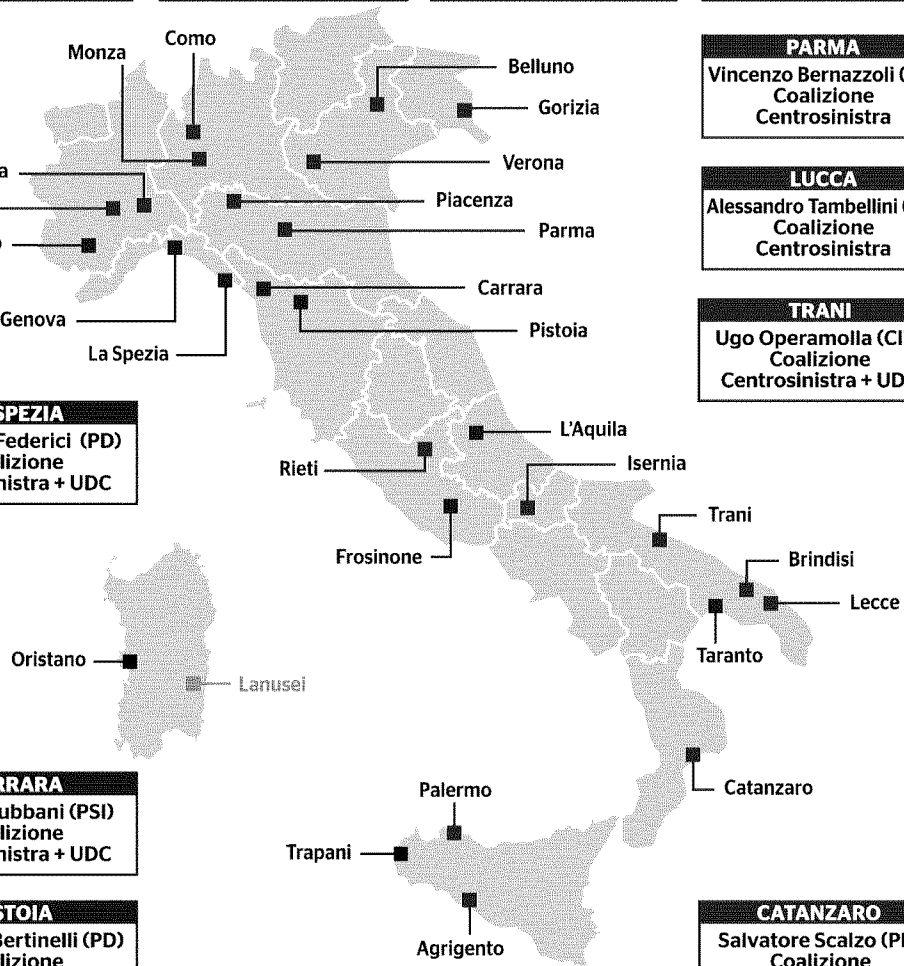 Como
Monza
Belluno
Gorizia
Verona
a
Piacenza
Parma
Carrara
Genova
Pistoia
La Spezia
L'Aquila
Isernia
Rieti
Trani
Frosinone
Brindisi
Lecce
Taranto
Oristano
Lanusei
Catanzaro
Palermo
Trapani
Agrigento
PARMA
Vincenzo Bernazzoli (
Coalizione
Centrosinistra
LUCCA
Alessandro Tambellini (
Coalizione
Centrosinistra
TRANI
Ugo Operamolla (CI
Coalizione
Centrosinistra + UD
SPEZIA
Federici (PD)
lizione
nistra + UDC
RRARA
ubbani (PSI)
lizione
nistra + UDC
STOIA
Bertinelli (PD)
lizione
CATANZARO
Salvatore Scalzo (P
Coalizione